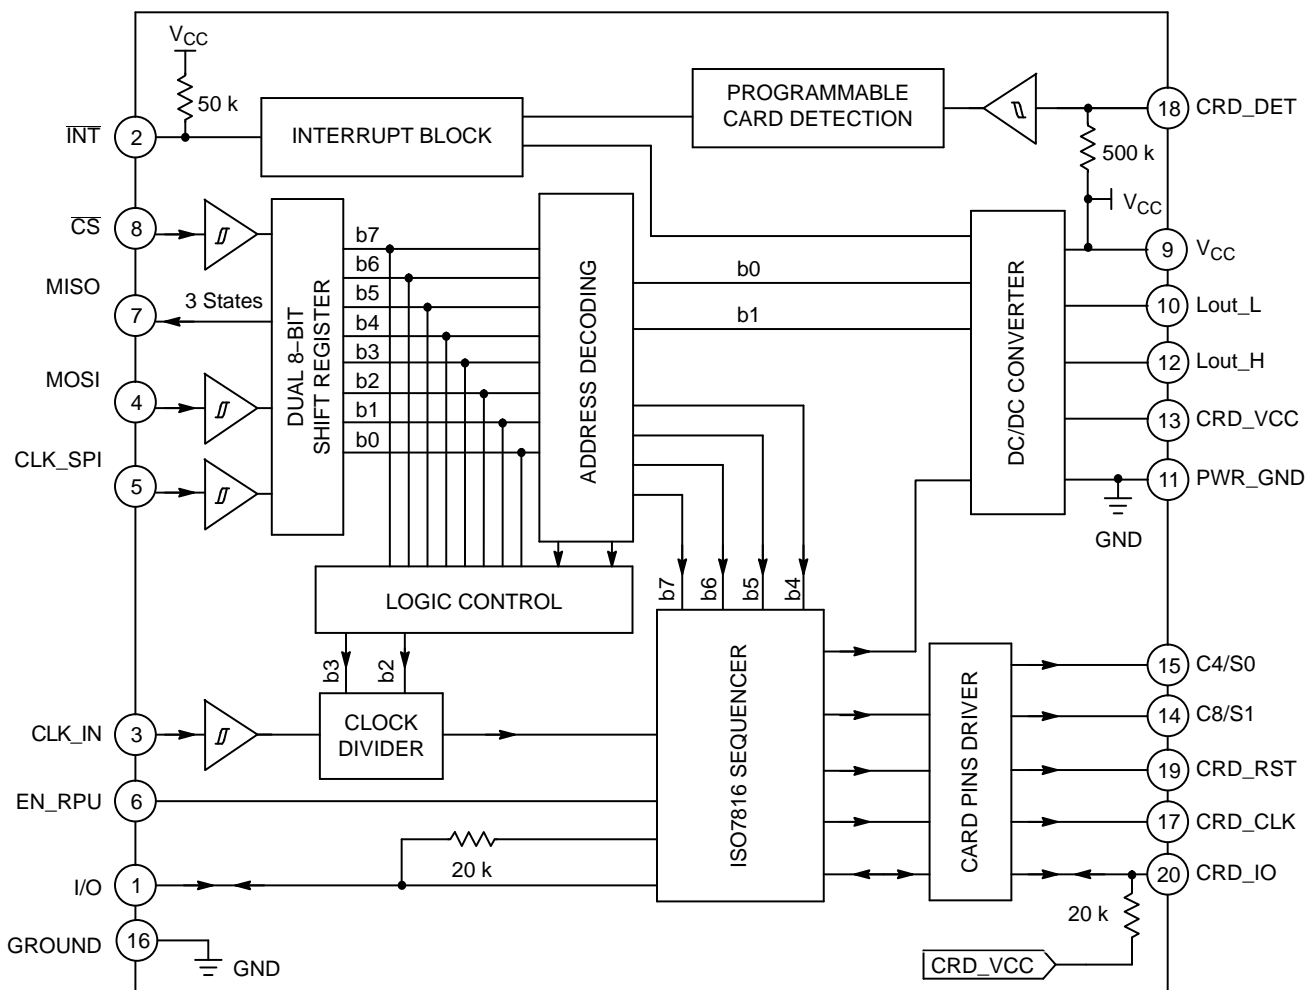 VCC
50 k
INT
2
INTERRUPT BLOCK
PROGRAMMABLE
CARD DETECTION
18
CRD_DET
500 k
VCC
CS
8
MISO
7
3 States
MOSI
4
CLK_SPI
5
DUAL 8–BIT
SHIFT REGISTER
b7
b6
b5
b4
b3
b2
b1
b0
ADDRESS DECODING
b0
b1
DC/DC CONVERTER
9
VCC
10
Lout_L
12
Lout_H
13
CRD_VCC
11
PWR_GND
GND
LOGIC CONTROL
b7
b6
b5
b4
b3
b2
CLK_IN
3
CLOCK
DIVIDER
EN_RPU
6
20 k
I/O
1
GROUND
16
GND
ISO7816 SEQUENCER
CARD PINS DRIVER
15
C4/S0
14
C8/S1
19
CRD_RST
17
CRD_CLK
20
CRD_IO
20 k
CRD_VCC